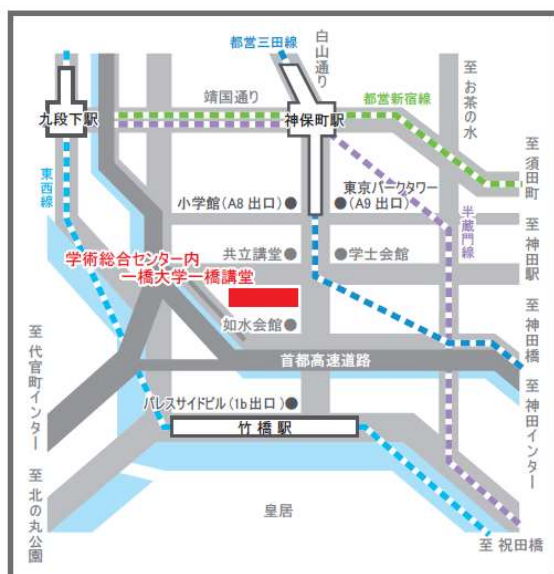 都営三田線
白山通り
至 お茶の水
靖国通り
都営新宿線
九段下駅
神保町駅
至 須田町
東西線
小学館(A8 出口)
東京パークタワー
(A9 出口)
半蔵門線
至 神田駅
共立講堂
学士会館
学術総合センター内
一橋大学一橋講堂
如水会館
至 代官町インター
首都高速道路
至 神田橋
パレスサイドビル(1b 出口)
竹橋駅
至 神田インター
至 北の丸公園
皇居
至 祝田橋